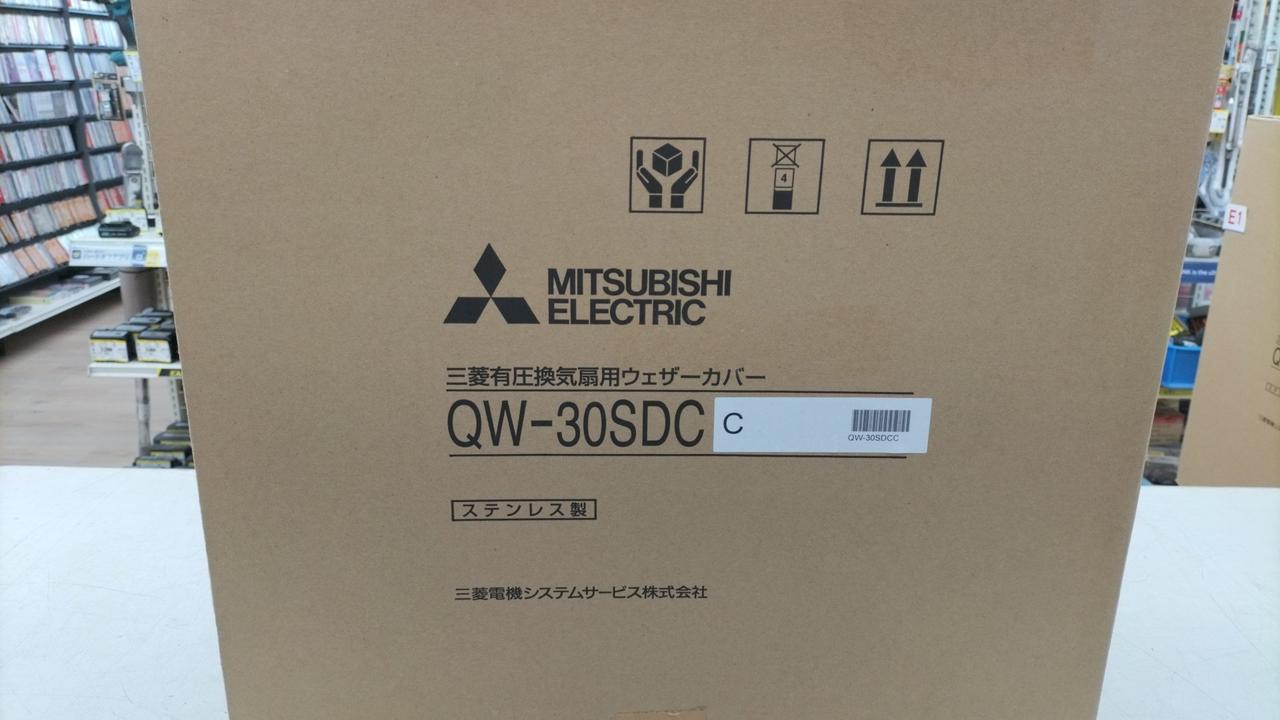 4
MITSUBISHI
ELECTRIC
三菱有圧換気扇用ウェザーカバー
QW-30SDC C
QW-30SDCC
ステンレス製
三菱電機システムサービス株式会社
E1